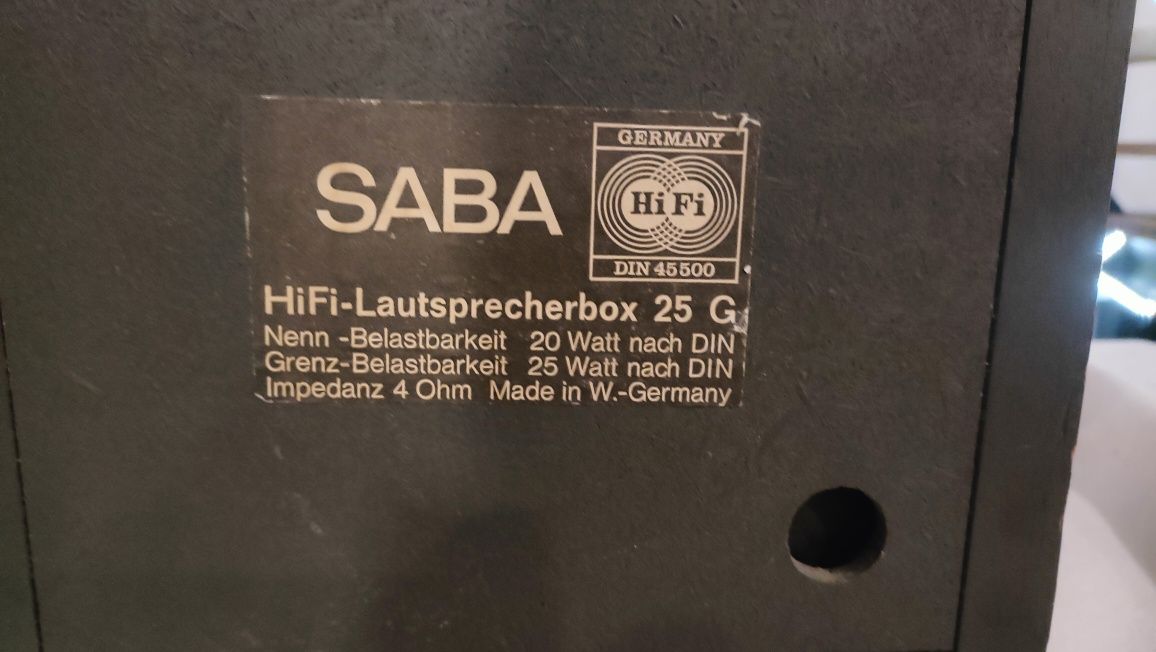 SABA
GERMANY
Hi Fi
DIN 45500
HiFi-Lautsprecherbox 25 G
Nenn -Belastbarkeit 20 Watt nach DIN
Grenz-Belastbarkeit 25 Watt nach DIN
Impedanz 4 Ohm Made in W.-Germany